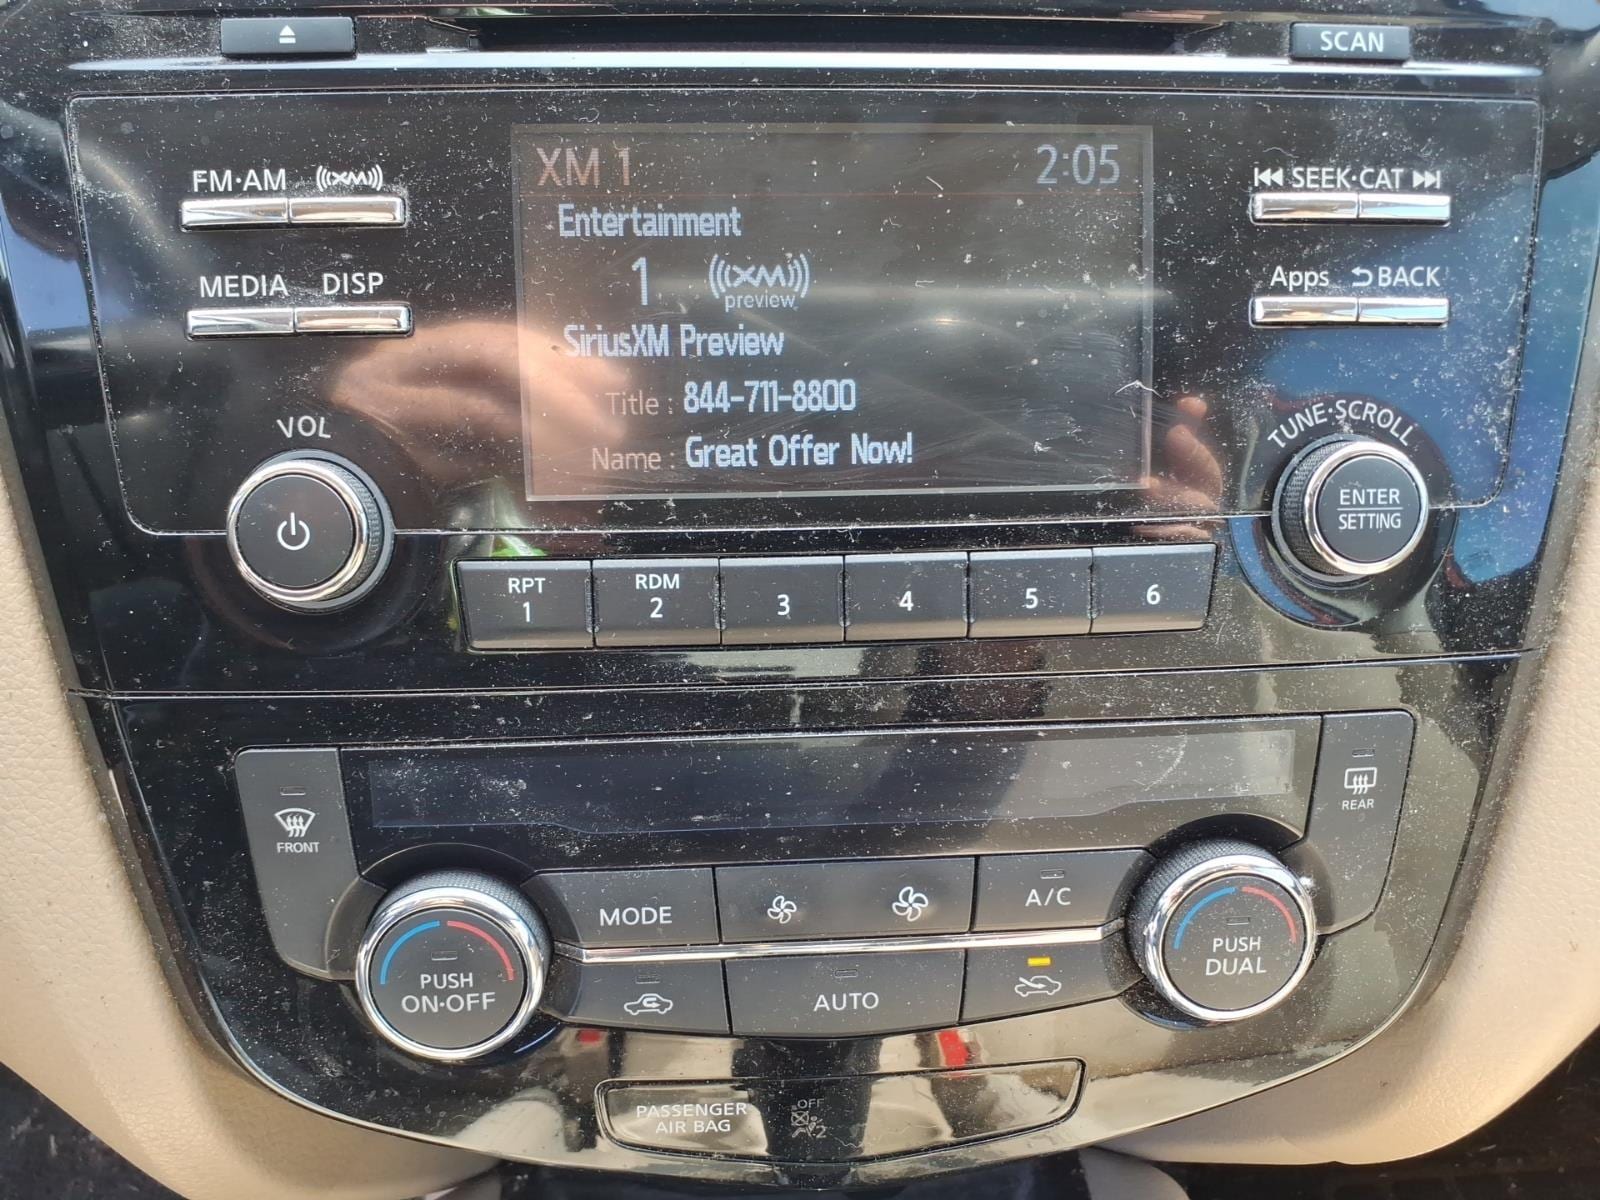 SCAN
FM·AM XM
MEDIA DISP
VOL
XM 1 2:05
Entertainment
1 XM
preview
SiriusXM Preview
Title : 844-711-8800
Name : Great Offer Now!
SEEK·CAT
Apps BACK
TUNE·SCROLL
ENTER
SETTING
RPT
1
RDM
2
3
4
5
6
FRONT
REAR
MODE
A/C
PUSH
ON·OFF
AUTO
PUSH
DUAL
PASSENGER
AIR BAG
OFF
2